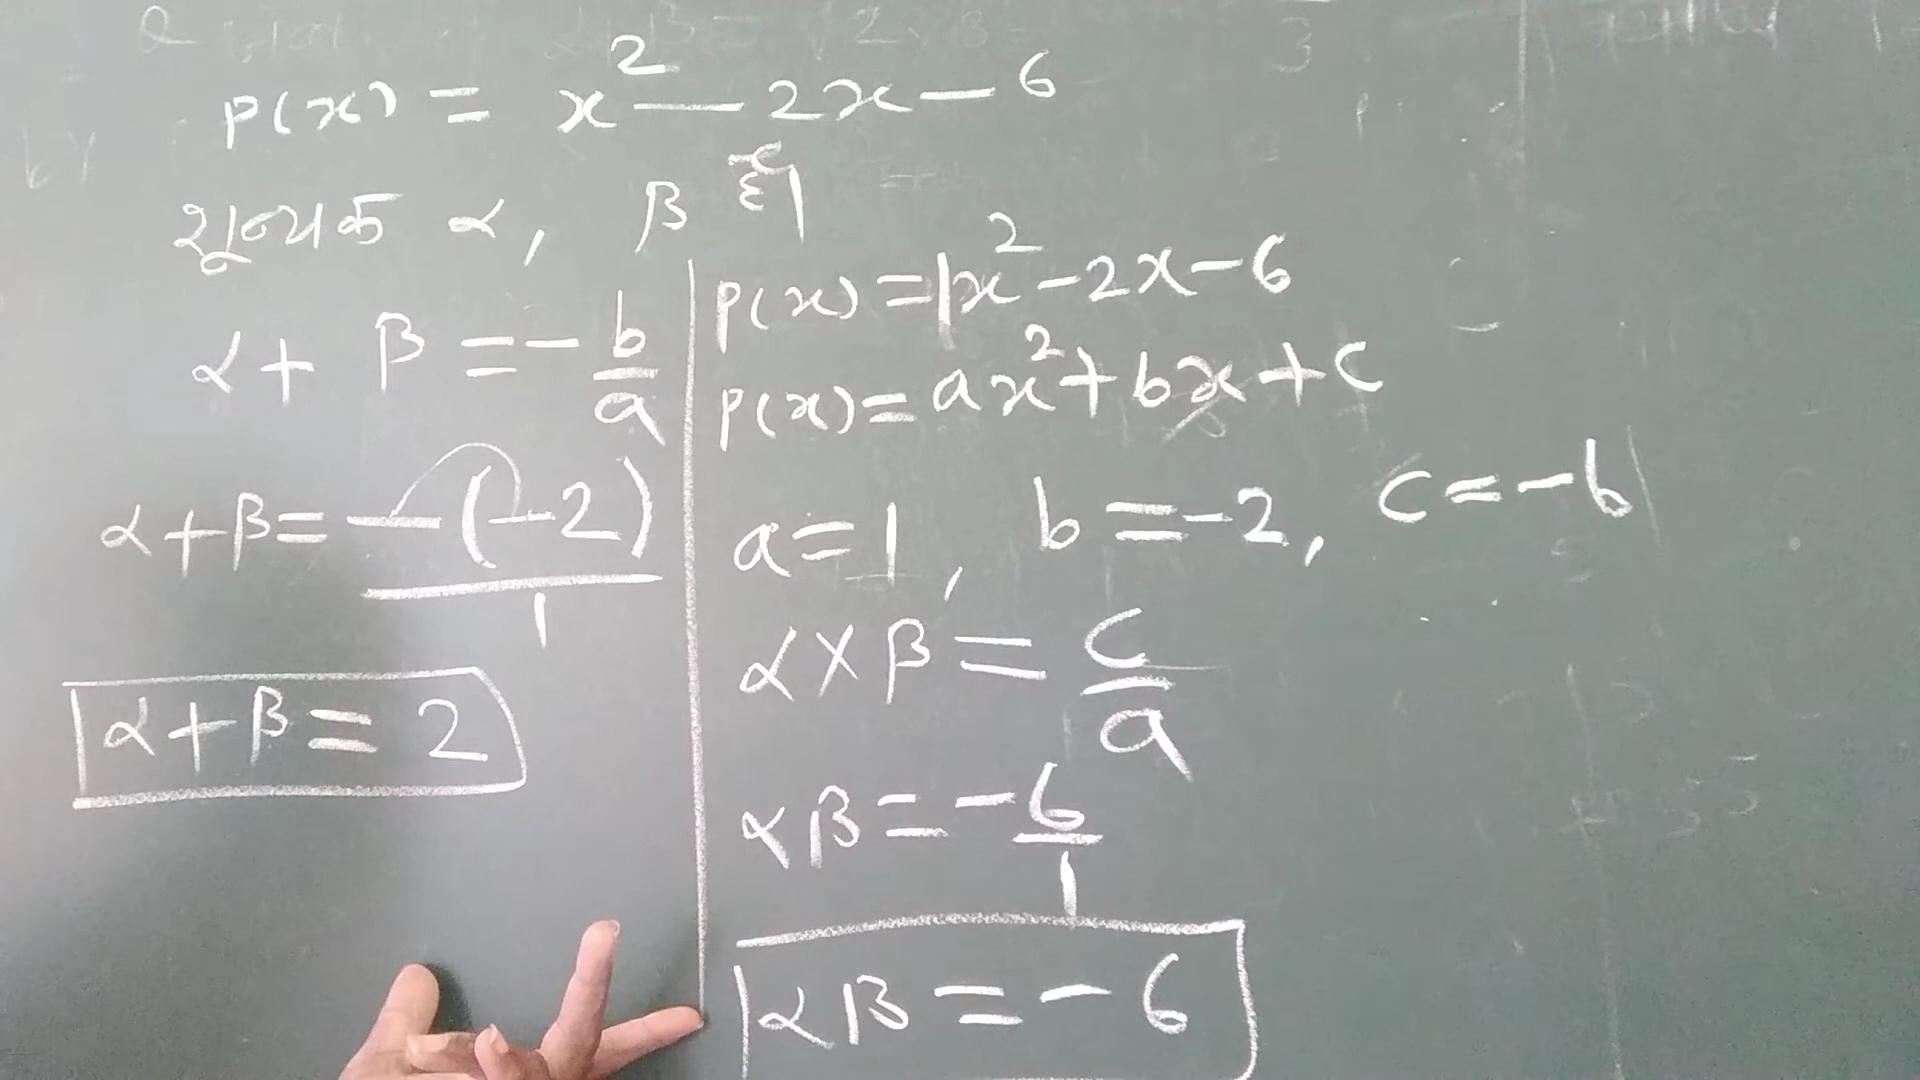 p(x) = x² - 2x - 6
शून्यक α, β हैं।
α + β = - b/a
α + β = -(-2)/1
α + β = 2
p(x) = 1x² - 2x - 6
p(x) = ax² + bx + c
a = 1, b = -2, c = -6
α × β = c/a
αβ = -6/1
αβ = -6